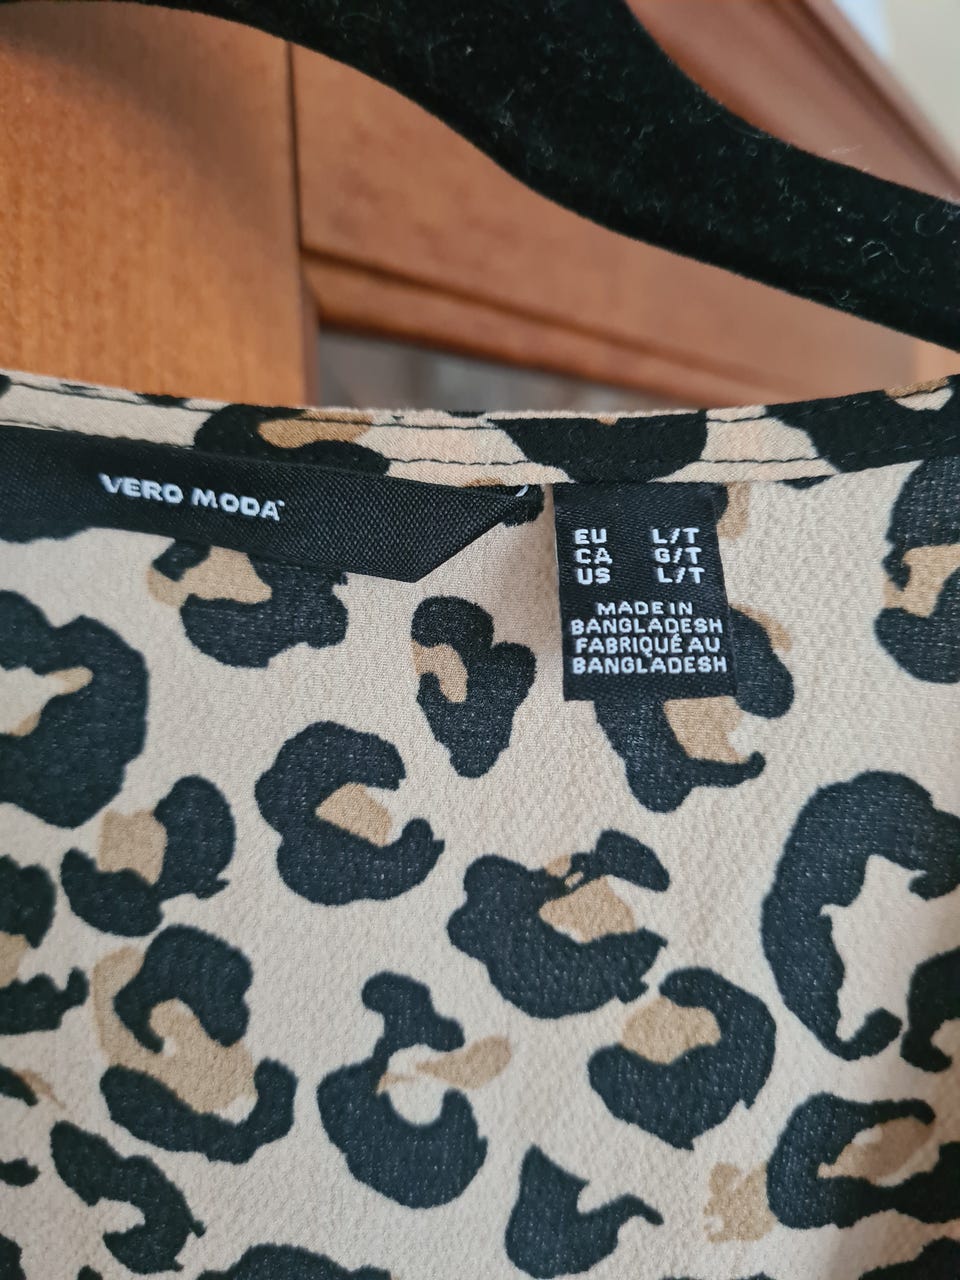 VERO MODA
EU L/T
CA G/T
US L/T
MADE IN
BANGLADESH
FABRIQUÉ AU
BANGLADESH